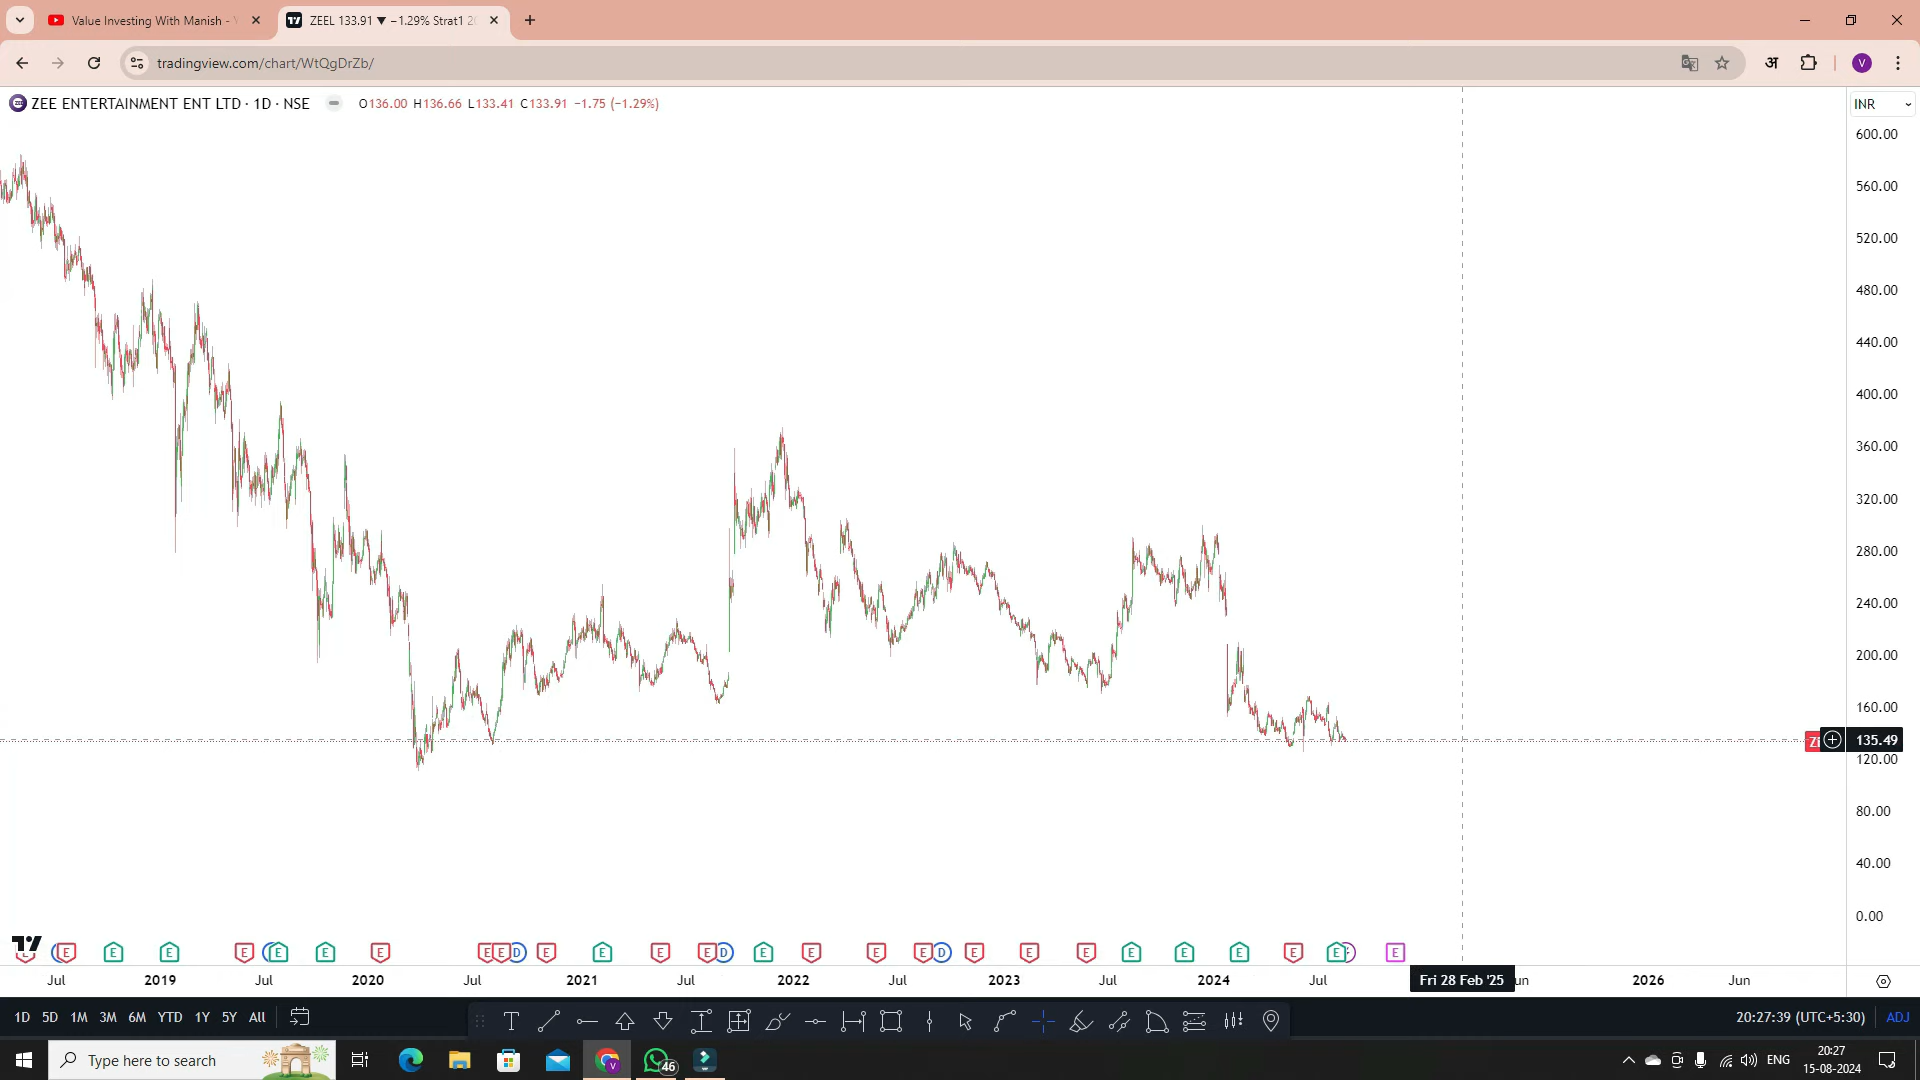 Value Investing With Manish -
ZEEL 133.91 ▼ −1.29% Strat1
tradingview.com/chart/WtQgDrZb/
अ
V
ZEE ENTERTAINMENT ENT LTD · 1D · NSE O136.00 H136.66 L133.41 C133.91 −1.75 (−1.29%)
INR
600.00
560.00
520.00
480.00
440.00
400.00
360.00
320.00
280.00
240.00
200.00
160.00
135.49
120.00
80.00
40.00
0.00
E E E E E E E E E D E E E E D E E E E D E E E E E E E E E
Jul 2019 Jul 2020 Jul 2021 Jul 2022 Jul 2023 Jul 2024 Jul Fri 28 Feb '25 2026 Jun
1D 5D 1M 3M 6M YTD 1Y 5Y All
20:27:39 (UTC+5:30) ADJ
Type here to search
46
ENG
20:27
15-08-2024